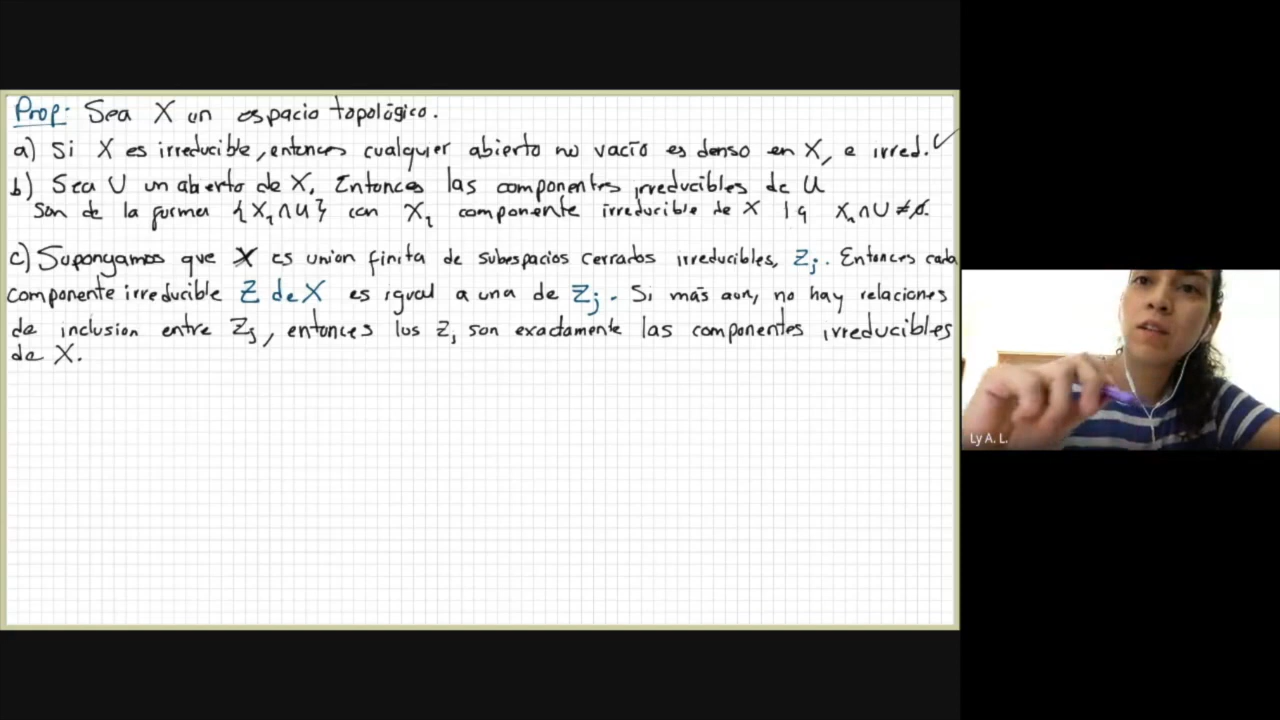 Prop: Sea X un espacio topológico.
a) Si X es irreducible, entonces cualquier abierto no vacío es denso en X, e irred. ✓
b) Sea U un abierto de X. Entonces las componentes irreducibles de U
son de la forma {X₁∩U} con X₁ componente irreducible de X tq X₁∩U ≠ ∅.
c) Supongamos que X es union finita de subespacios cerrados irreducibles, Zⱼ. Entonces cada
componente irreducible Z de X es igual a una de Zⱼ. Si más aun, no hay relaciones
de inclusion entre Zⱼ, entonces los Zⱼ son exactamente las componentes irreducibles
de X.
Ly A. L.